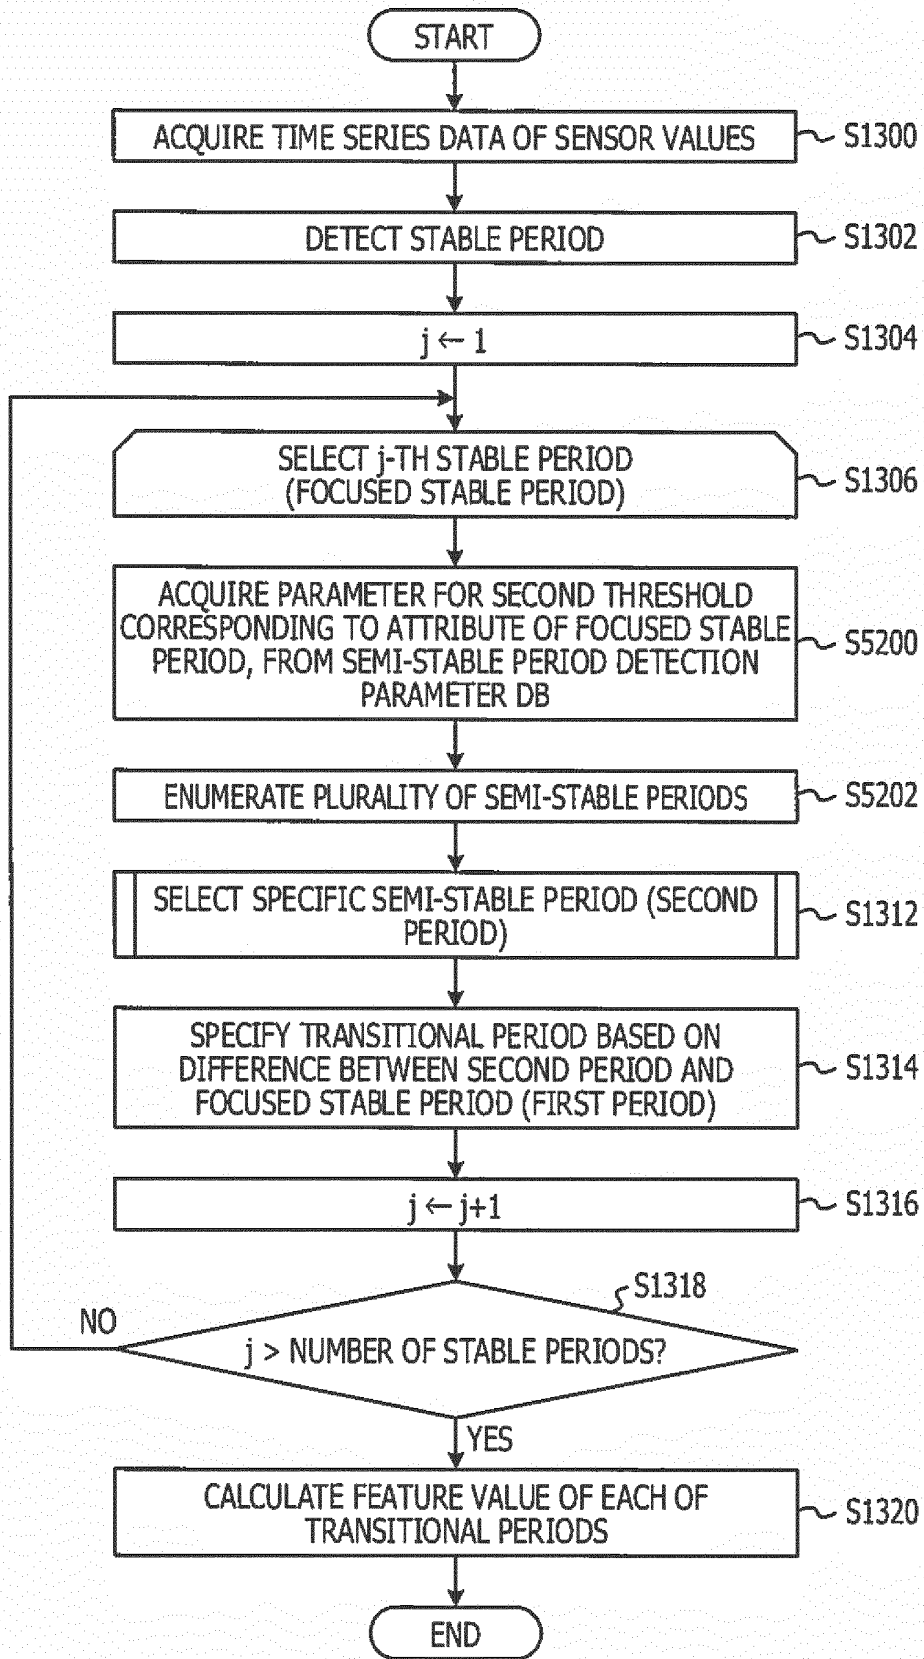 START
ACQUIRE TIME SERIES DATA OF SENSOR VALUES
S1300
DETECT STABLE PERIOD
S1302
j ← 1
S1304
SELECT j-TH STABLE PERIOD
(FOCUSED STABLE PERIOD)
S1306
ACQUIRE PARAMETER FOR SECOND THRESHOLD
CORRESPONDING TO ATTRIBUTE OF FOCUSED STABLE
PERIOD, FROM SEMI-STABLE PERIOD DETECTION
PARAMETER DB
S5200
ENUMERATE PLURALITY OF SEMI-STABLE PERIODS
S5202
SELECT SPECIFIC SEMI-STABLE PERIOD (SECOND
PERIOD)
S1312
SPECIFY TRANSITIONAL PERIOD BASED ON
DIFFERENCE BETWEEN SECOND PERIOD AND
FOCUSED STABLE PERIOD (FIRST PERIOD)
S1314
j ← j+1
S1316
S1318
NO
j > NUMBER OF STABLE PERIODS?
YES
CALCULATE FEATURE VALUE OF EACH OF
TRANSITIONAL PERIODS
S1320
END